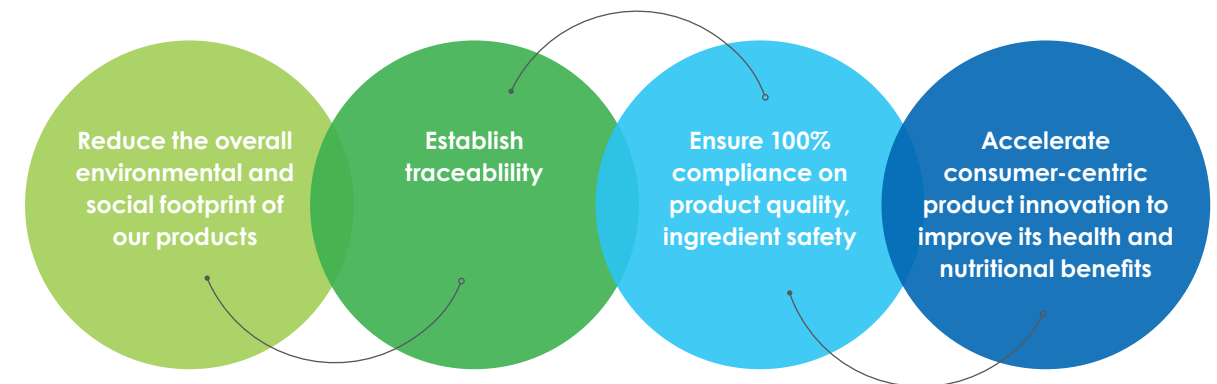 Reduce the overall
environmental and
social footprint of
our products
Establish
traceablility
Ensure 100%
compliance on
product quality,
ingredient safety
Accelerate
consumer-centric
product innovation to
improve its health and
nutritional benefits